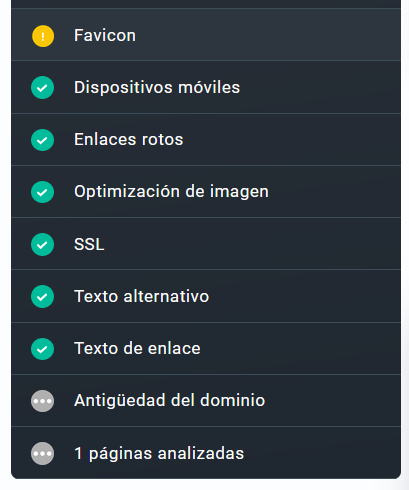 Favicon
Dispositivos móviles
Enlaces rotos
Optimización de imagen
SSL
Texto alternativo
Texto de enlace
Antigüedad del dominio
1 páginas analizadas